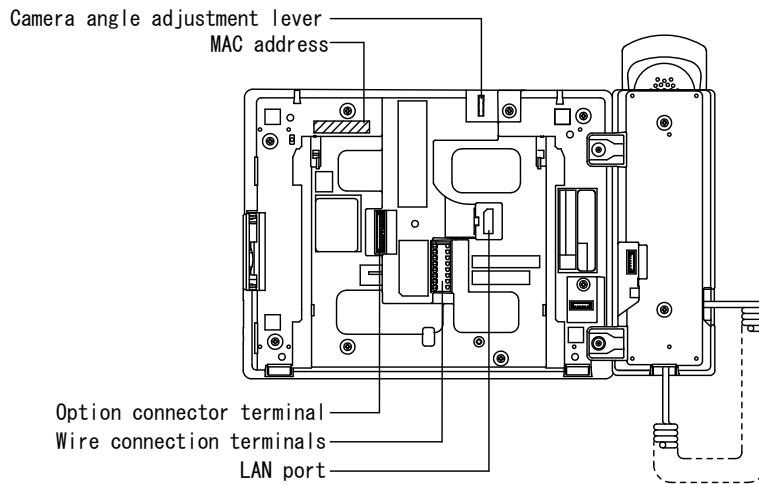 Camera angle adjustment lever
MAC address
Option connector terminal
Wire connection terminals
LAN port